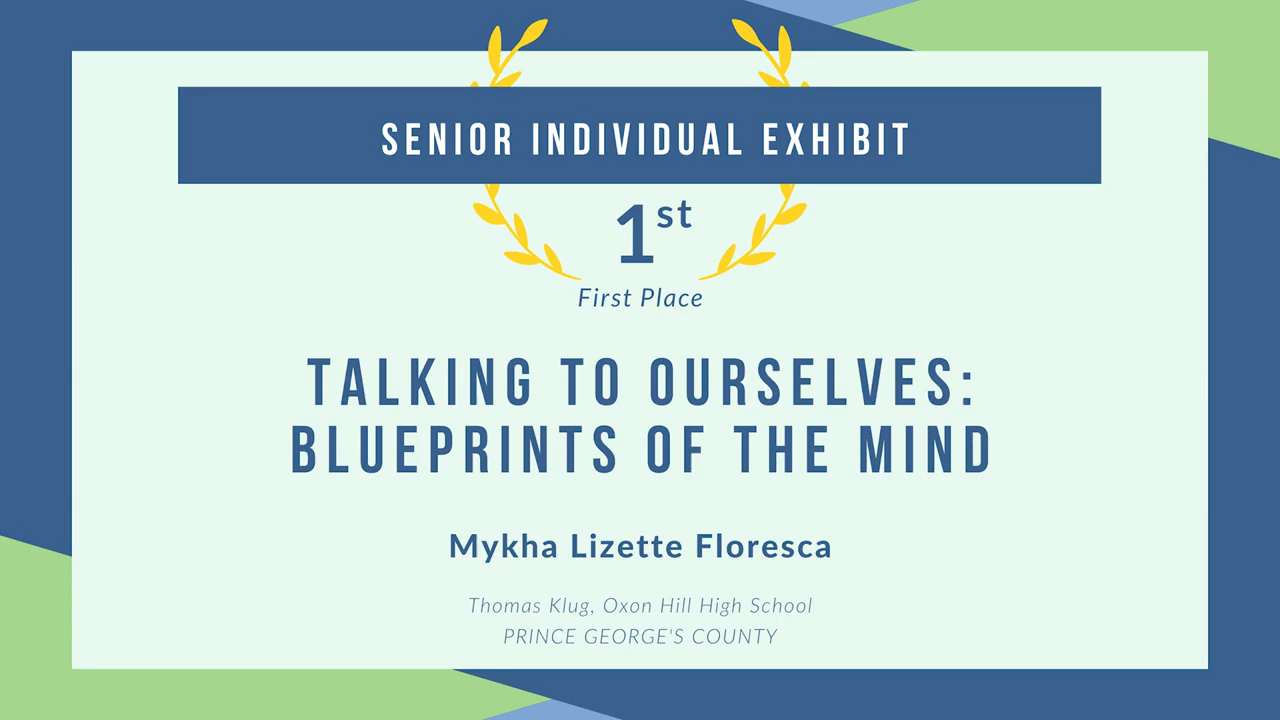 SENIOR INDIVIDUAL EXHIBIT
1st
First Place
TALKING TO OURSELVES:
BLUEPRINTS OF THE MIND
Mykha Lizette Floresca
Thomas Klug, Oxon Hill High School
PRINCE GEORGE'S COUNTY